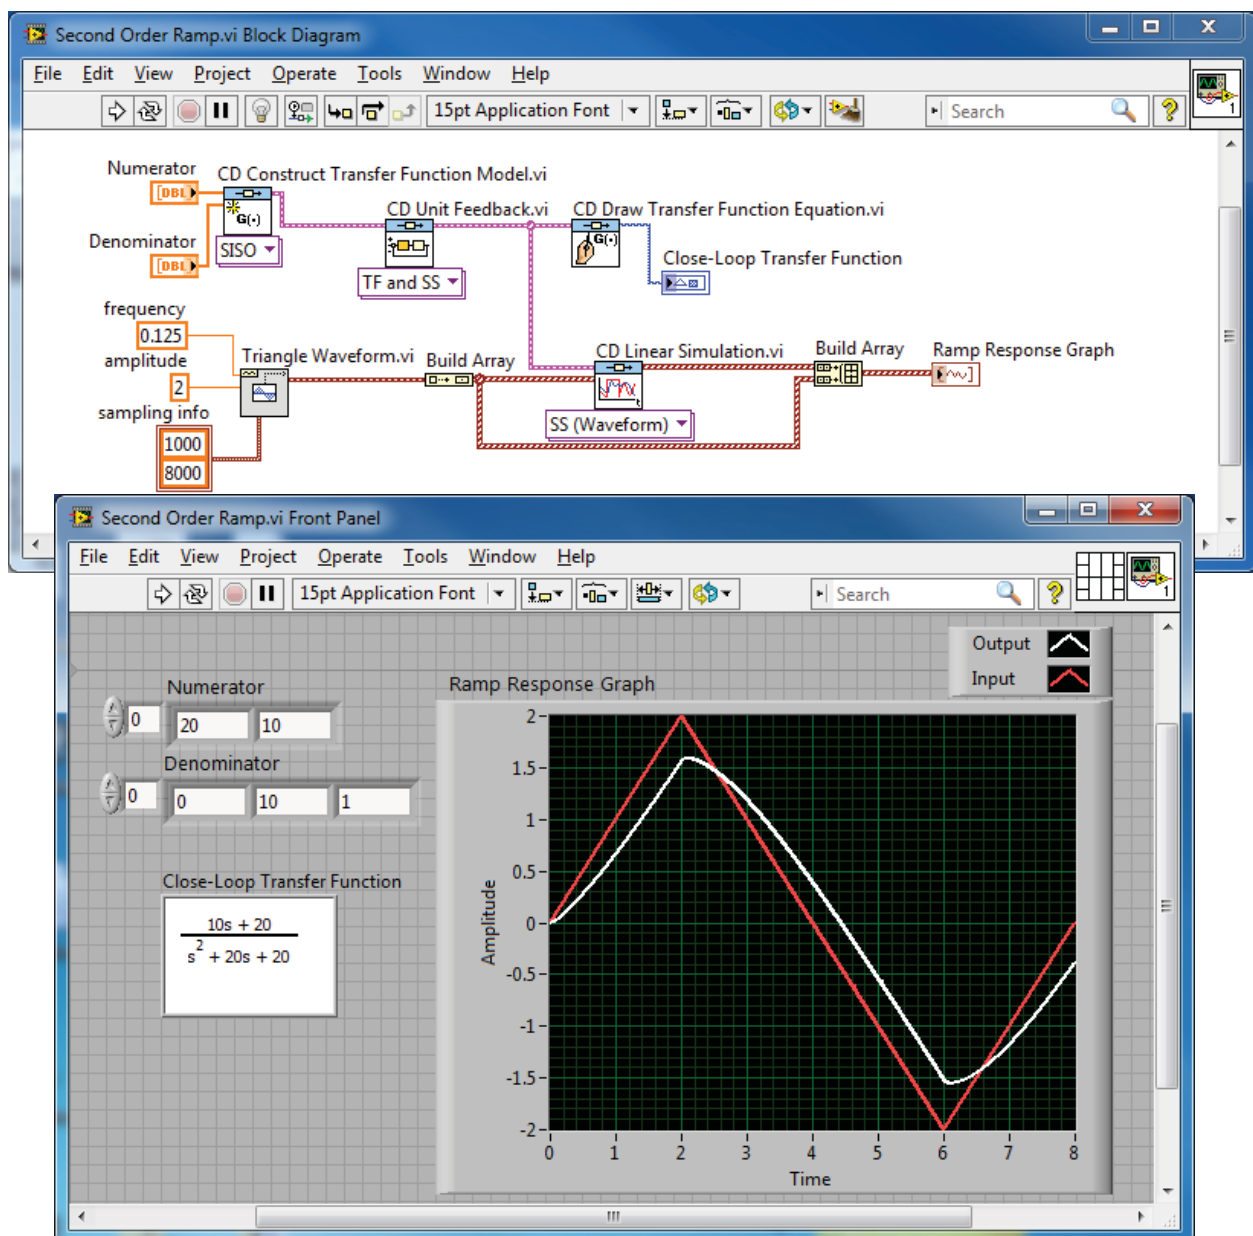 Second Order Ramp.vi Block Diagram
File Edit View Project Operate Tools Window Help
15pt Application Font
Search
1
Numerator
DBL
CD Construct Transfer Function Model.vi
G(·)
SISO
CD Unit Feedback.vi
TF and SS
CD Draw Transfer Function Equation.vi
G(·)
Denominator
DBL
Close-Loop Transfer Function
frequency
0.125
amplitude
2
sampling info
1000
8000
Triangle Waveform.vi
Build Array
CD Linear Simulation.vi
t
SS (Waveform)
Build Array
Ramp Response Graph
Second Order Ramp.vi Front Panel
File Edit View Project Operate Tools Window Help
15pt Application Font
Search
1
Output
Input
Numerator
0 20 10
Denominator
0 0 10 1
Close-Loop Transfer Function
10s + 20
s² + 20s + 20
Ramp Response Graph
2
1.5
1
0.5
0
-0.5
-1
-1.5
-2
Amplitude
0 1 2 3 4 5 6 7 8
Time